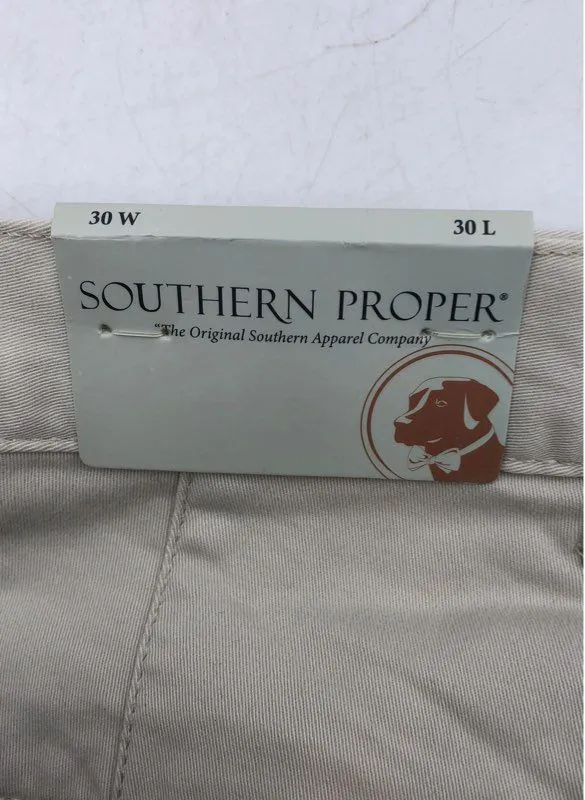 30 W 30 L
SOUTHERN PROPER®
“The Original Southern Apparel Company